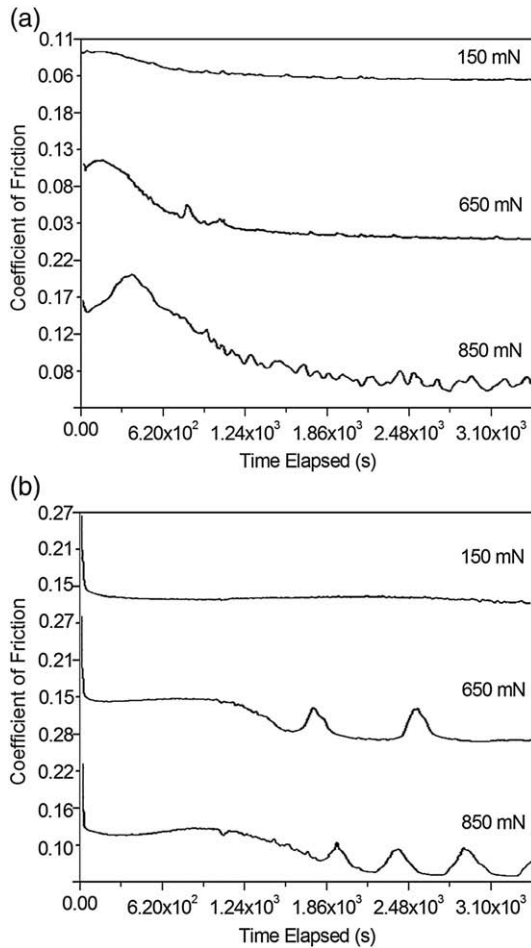 (a)
0.11
150 mN
0.06
0.18
0.13
0.08
650 mN
0.03
0.22
0.17
850 mN
0.08
Coefficient of Friction
0.00 6.20x10² 1.24x10³ 1.86x10³ 2.48x10³ 3.10x10³
Time Elapsed (s)
(b)
0.27
150 mN
0.21
0.15
0.27
0.21
650 mN
0.15
0.28
0.22
0.16
850 mN
0.10
Coefficient of Friction
0.00 6.20x10² 1.24x10³ 1.86x10³ 2.48x10³ 3.10x10³
Time Elapsed (s)